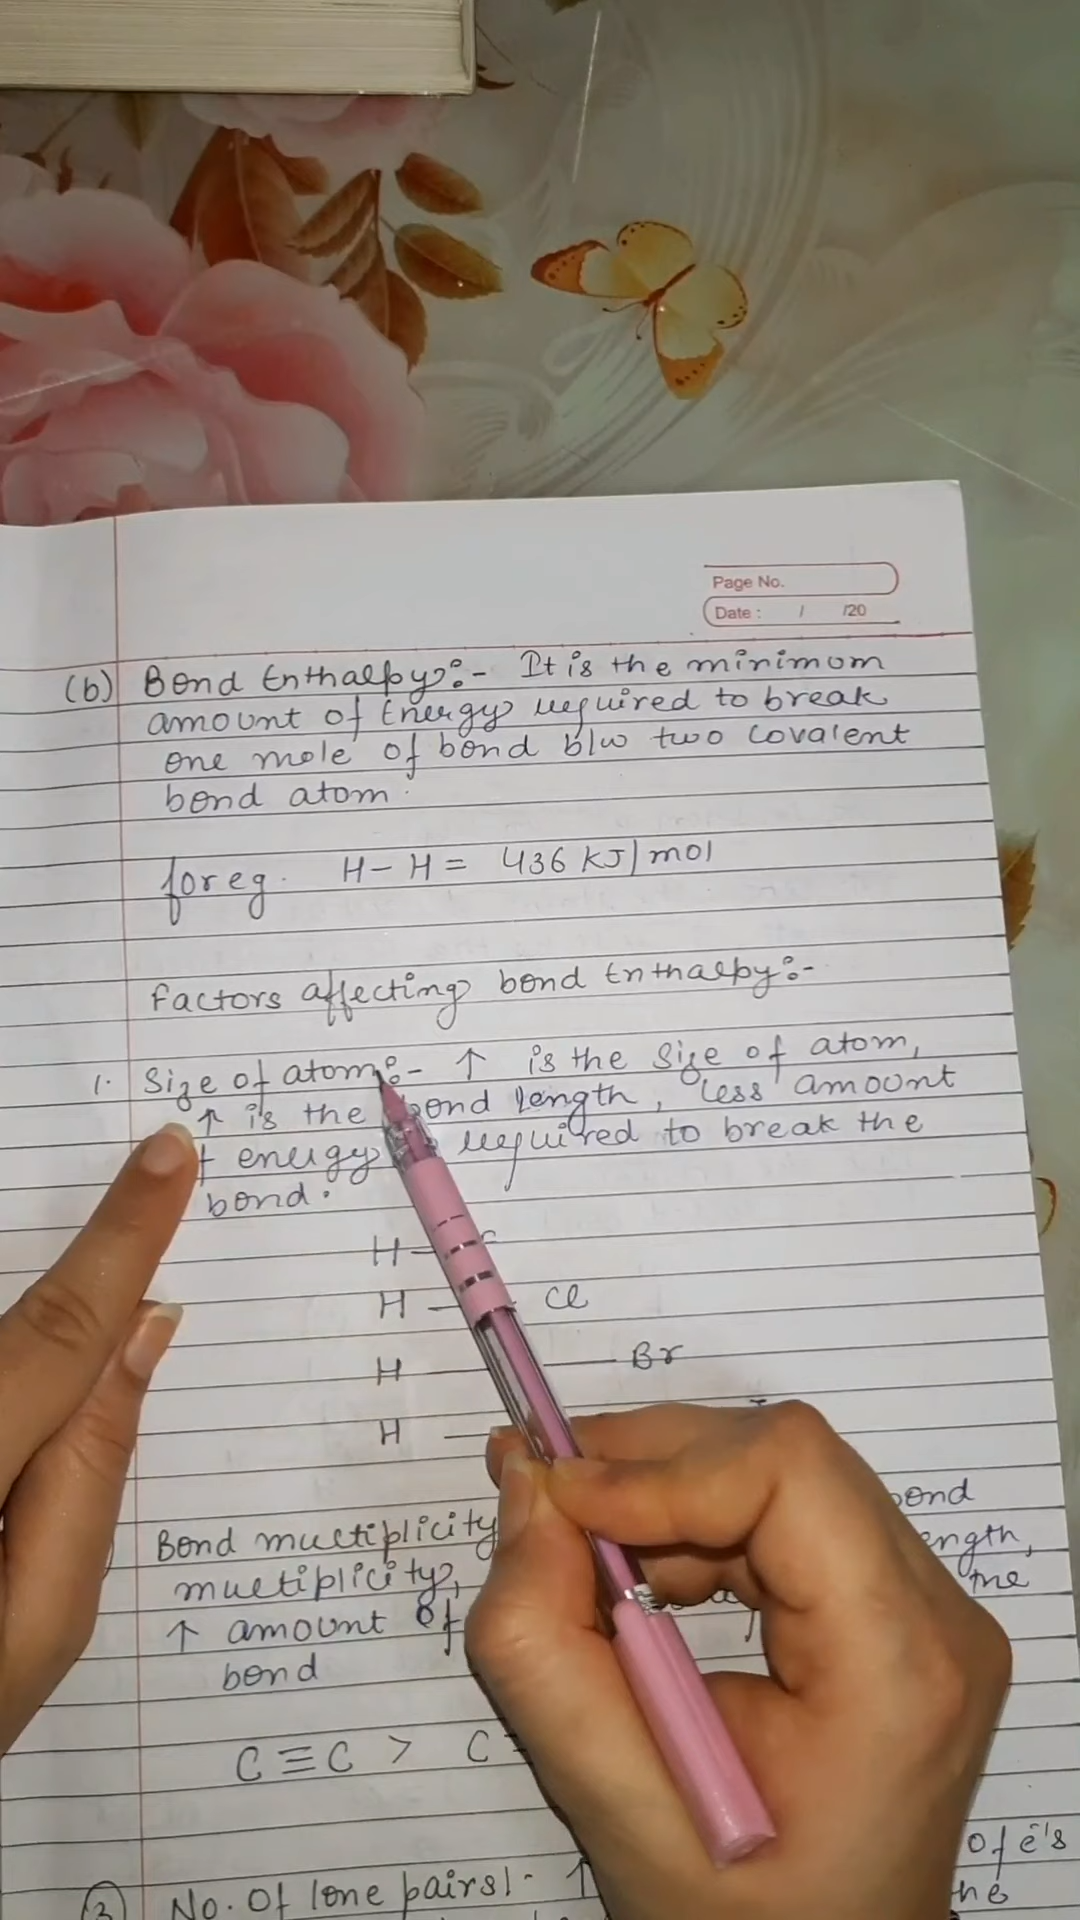 Page No.
Date : / /20
(b) Bond Enthalpy:- It is the minimum
amount of Energy required to break
one mole of bond b/w two covalent
bond atom.
for eg. H-H = 436 KJ/mol
Factors affecting bond Enthalpy:-
1. Size of atom:- ↑ is the size of atom,
↑ is the bond length, less amount
energy required to break the
bond.
H
H — Cl
H — Br
H —
Bond multiplicity bond
multiplicity, ength,
↑ amount of the
bond
C≡C > C
3 No. Of lone pairs:- ↑ of e⁻'s
he